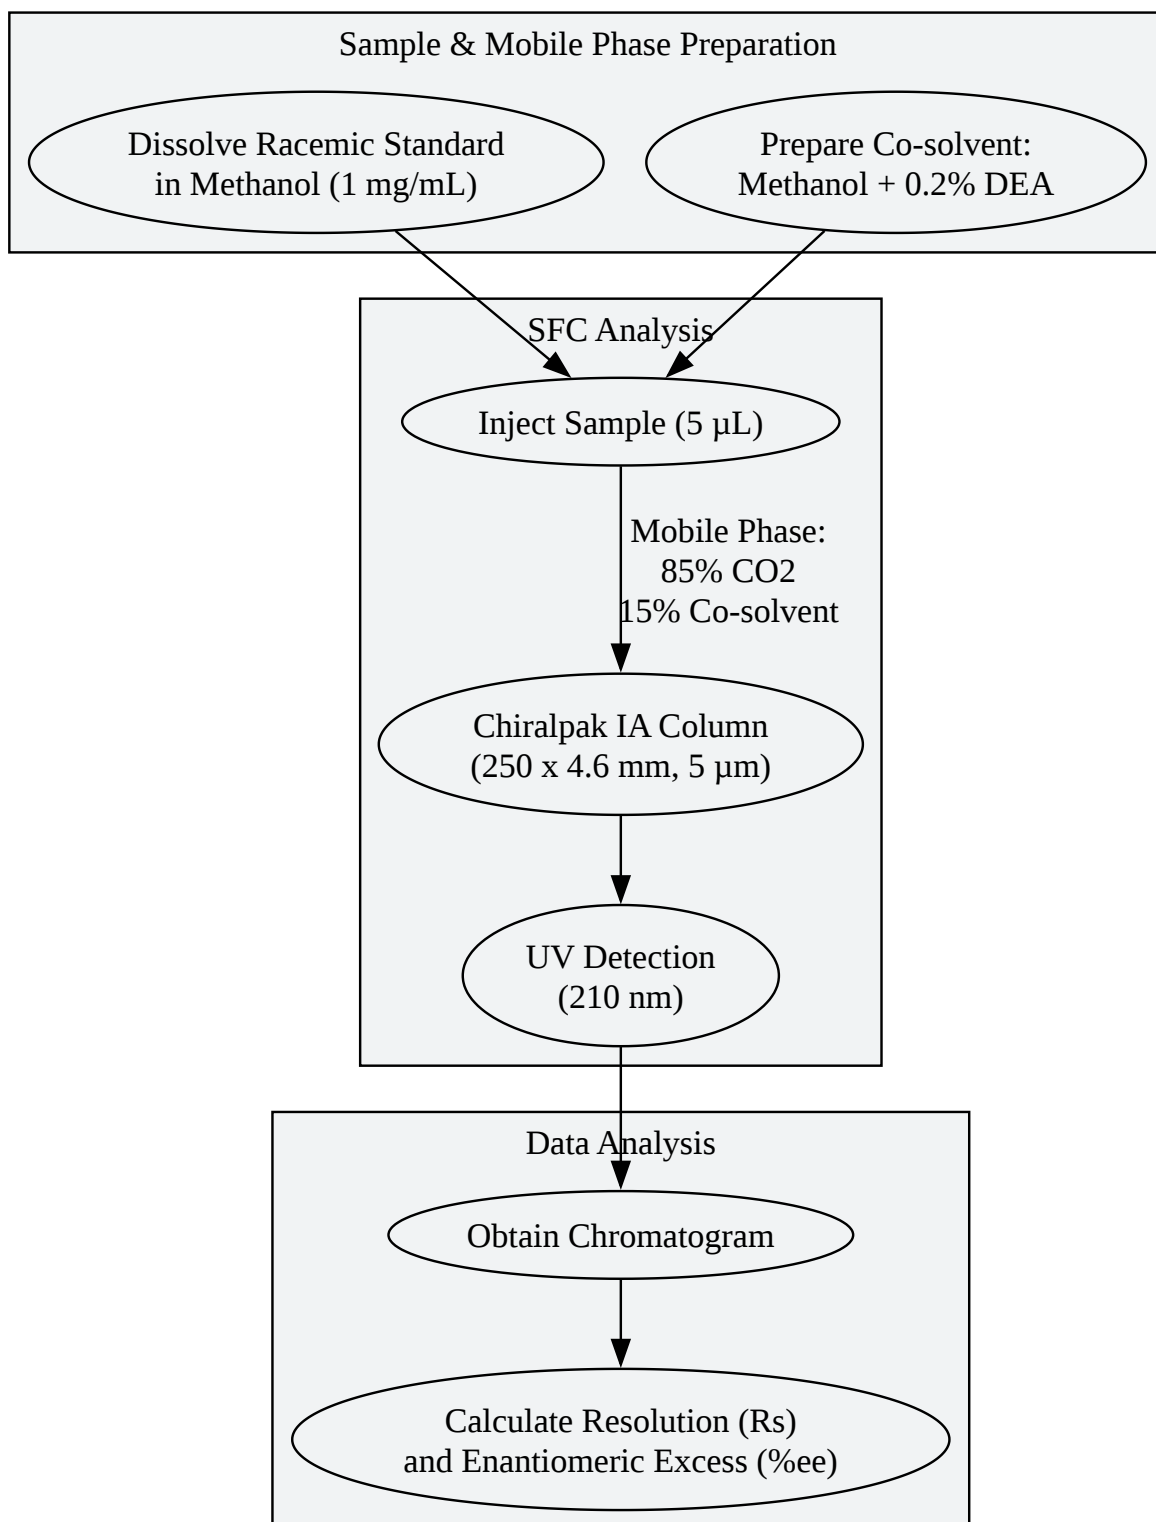 Sample & Mobile Phase Preparation
Dissolve Racemic Standard
in Methanol (1 mg/mL)
Prepare Co-solvent:
Methanol + 0.2% DEA
SFC Analysis
Inject Sample (5 µL)
Mobile Phase:
85% CO2
15% Co-solvent
Chiralpak IA Column
(250 x 4.6 mm, 5 µm)
UV Detection
(210 nm)
Data Analysis
Obtain Chromatogram
Calculate Resolution (Rs)
and Enantiomeric Excess (%ee)